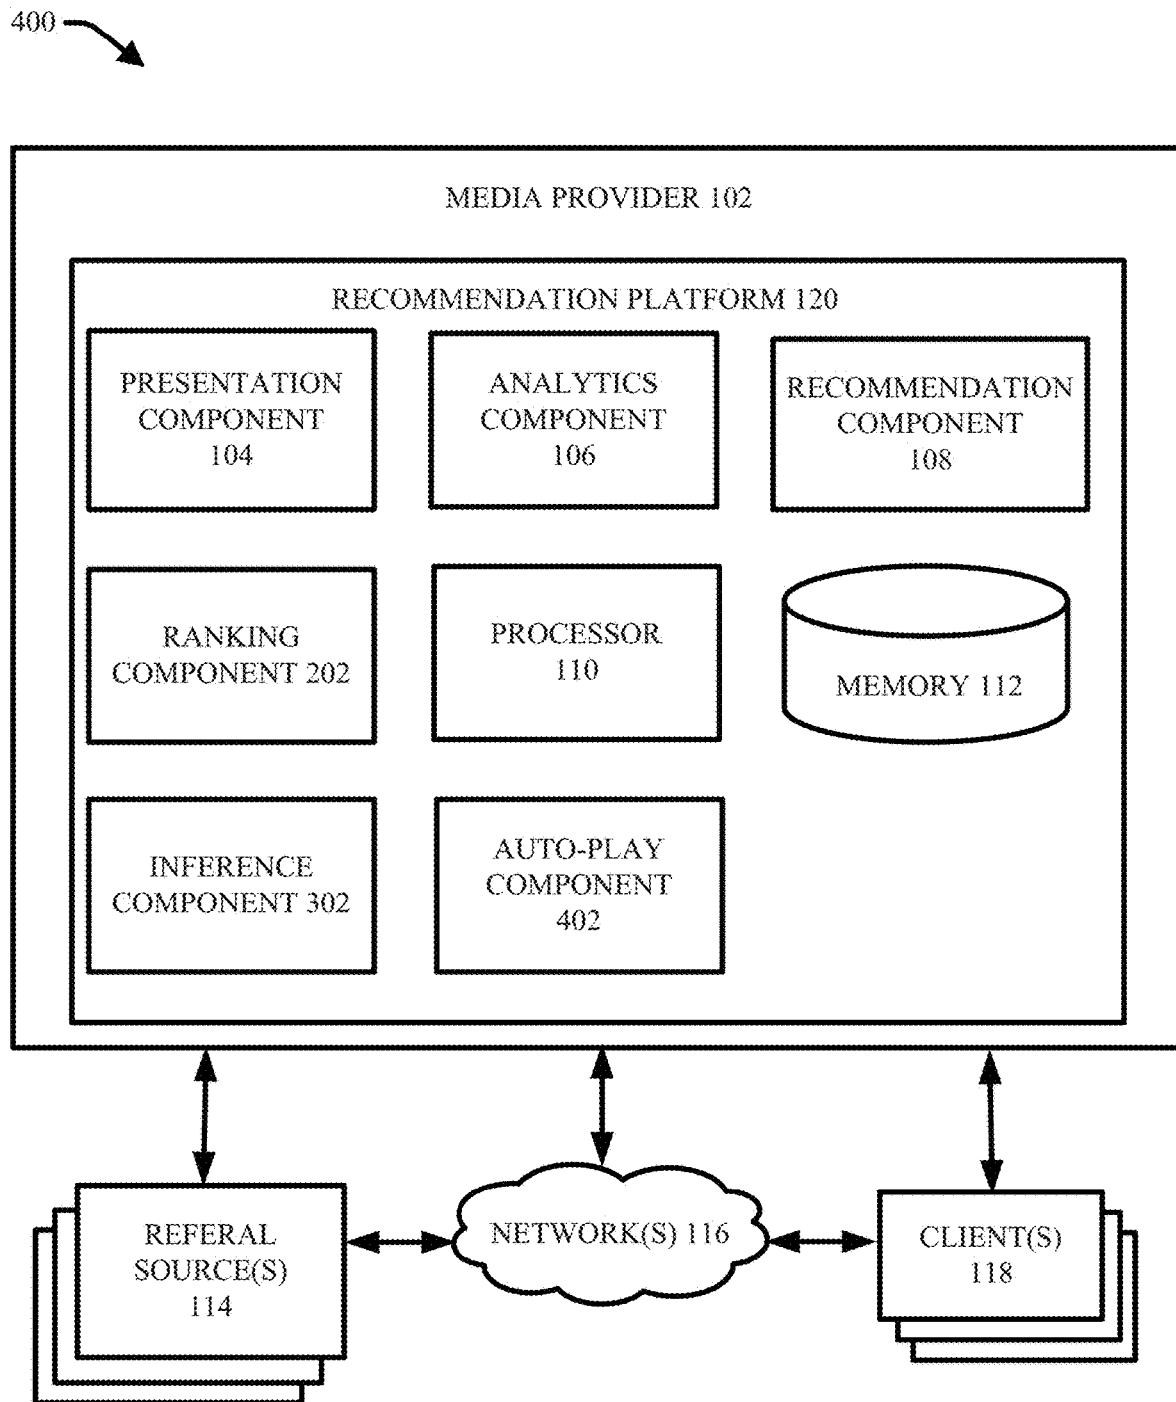 400
MEDIA PROVIDER 102
RECOMMENDATION PLATFORM 120
PRESENTATION
COMPONENT
104
ANALYTICS
COMPONENT
106
RECOMMENDATION
COMPONENT
108
RANKING
COMPONENT 202
PROCESSOR
110
MEMORY 112
INFERENCE
COMPONENT 302
AUTO-PLAY
COMPONENT
402
REFERAL
SOURCE(S)
114
NETWORK(S) 116
CLIENT(S)
118